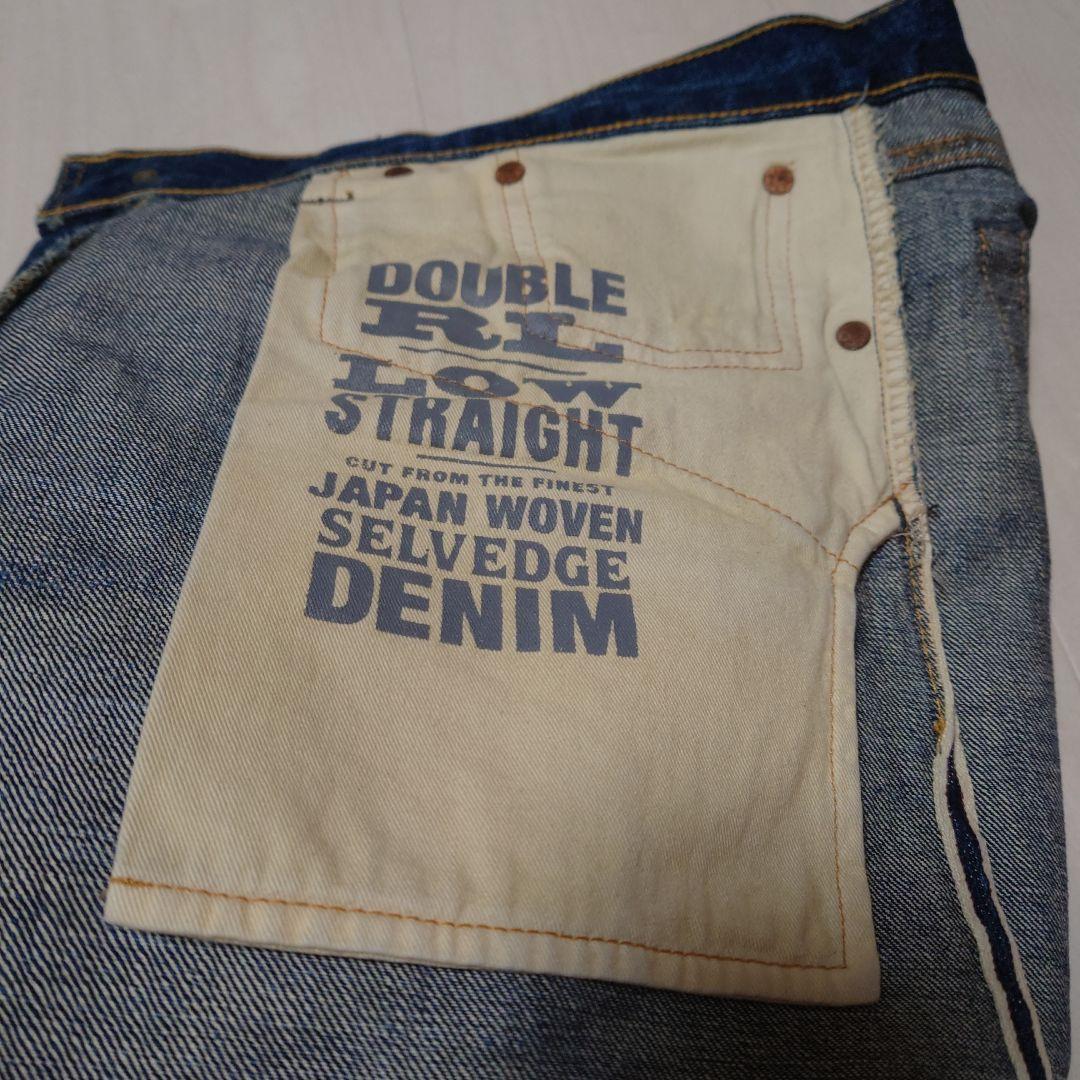 DOUBLE
RL
LOW
STRAIGHT
CUT FROM THE FINEST
JAPAN WOVEN
SELVEDGE
DENIM